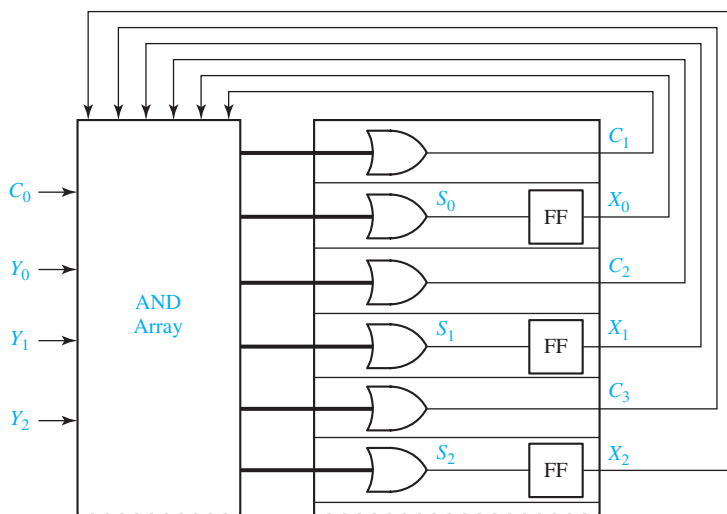 C₁
C₀
S₀ FF X₀
Y₀
C₂
AND
Array
Y₁
S₁ FF X₁
C₃
Y₂
S₂ FF X₂